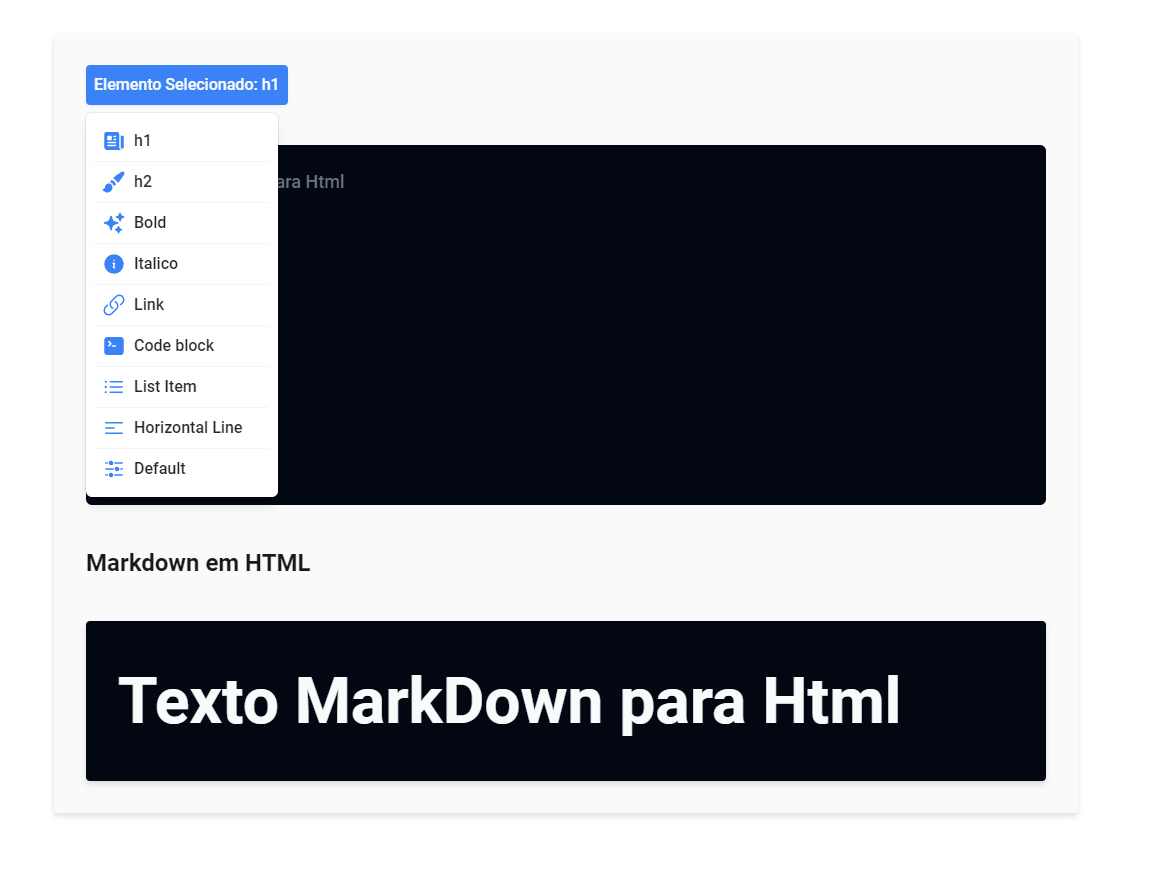 Elemento Selecionado: h1
h1
h2
ara Html
Bold
Italico
Link
Code block
List Item
Horizontal Line
Default
Markdown em HTML
Texto MarkDown para Html